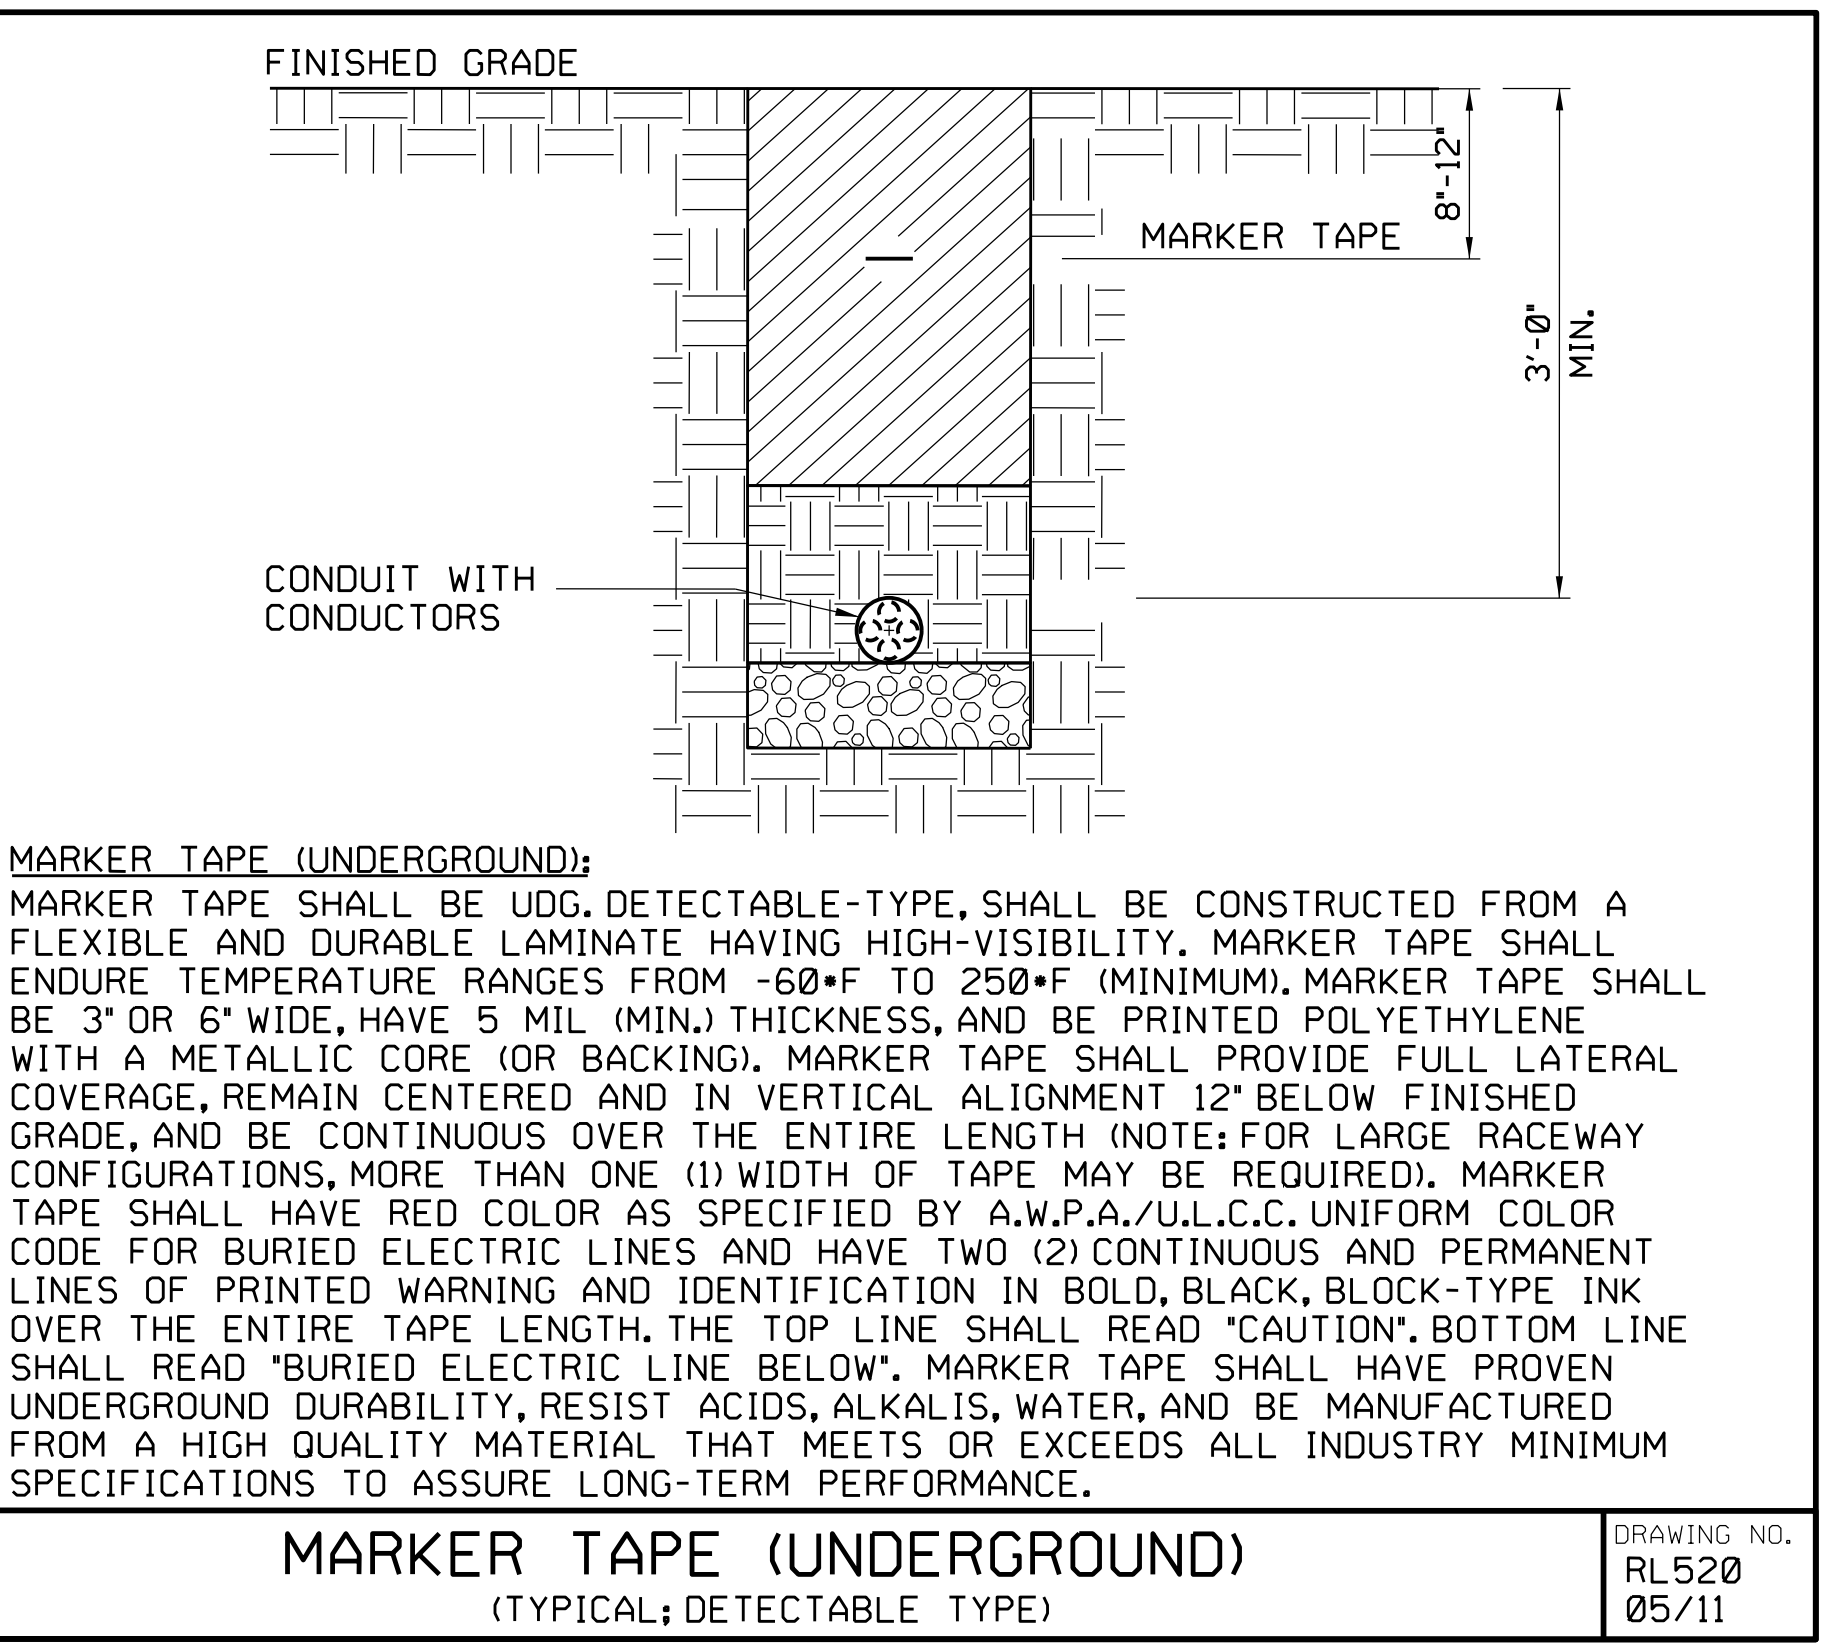 FINISHED GRADE
8"-12"
MARKER TAPE
3'-0"
MIN.
CONDUIT WITH
CONDUCTORS
MARKER TAPE (UNDERGROUND):
MARKER TAPE SHALL BE UDG. DETECTABLE-TYPE, SHALL BE CONSTRUCTED FROM A
FLEXIBLE AND DURABLE LAMINATE HAVING HIGH-VISIBILITY. MARKER TAPE SHALL
ENDURE TEMPERATURE RANGES FROM -60*F TO 250*F (MINIMUM). MARKER TAPE SHALL
BE 3" OR 6" WIDE, HAVE 5 MIL (MIN.) THICKNESS, AND BE PRINTED POLYETHYLENE
WITH A METALLIC CORE (OR BACKING). MARKER TAPE SHALL PROVIDE FULL LATERAL
COVERAGE, REMAIN CENTERED AND IN VERTICAL ALIGNMENT 12" BELOW FINISHED
GRADE, AND BE CONTINUOUS OVER THE ENTIRE LENGTH (NOTE: FOR LARGE RACEWAY
CONFIGURATIONS, MORE THAN ONE (1) WIDTH OF TAPE MAY BE REQUIRED). MARKER
TAPE SHALL HAVE RED COLOR AS SPECIFIED BY A.W.P.A./U.L.C.C. UNIFORM COLOR
CODE FOR BURIED ELECTRIC LINES AND HAVE TWO (2) CONTINUOUS AND PERMANENT
LINES OF PRINTED WARNING AND IDENTIFICATION IN BOLD, BLACK, BLOCK-TYPE INK
OVER THE ENTIRE TAPE LENGTH. THE TOP LINE SHALL READ "CAUTION". BOTTOM LINE
SHALL READ "BURIED ELECTRIC LINE BELOW". MARKER TAPE SHALL HAVE PROVEN
UNDERGROUND DURABILITY, RESIST ACIDS, ALKALIS, WATER, AND BE MANUFACTURED
FROM A HIGH QUALITY MATERIAL THAT MEETS OR EXCEEDS ALL INDUSTRY MINIMUM
SPECIFICATIONS TO ASSURE LONG-TERM PERFORMANCE.
MARKER TAPE (UNDERGROUND)
(TYPICAL; DETECTABLE TYPE)
DRAWING NO.
RL520
05/11